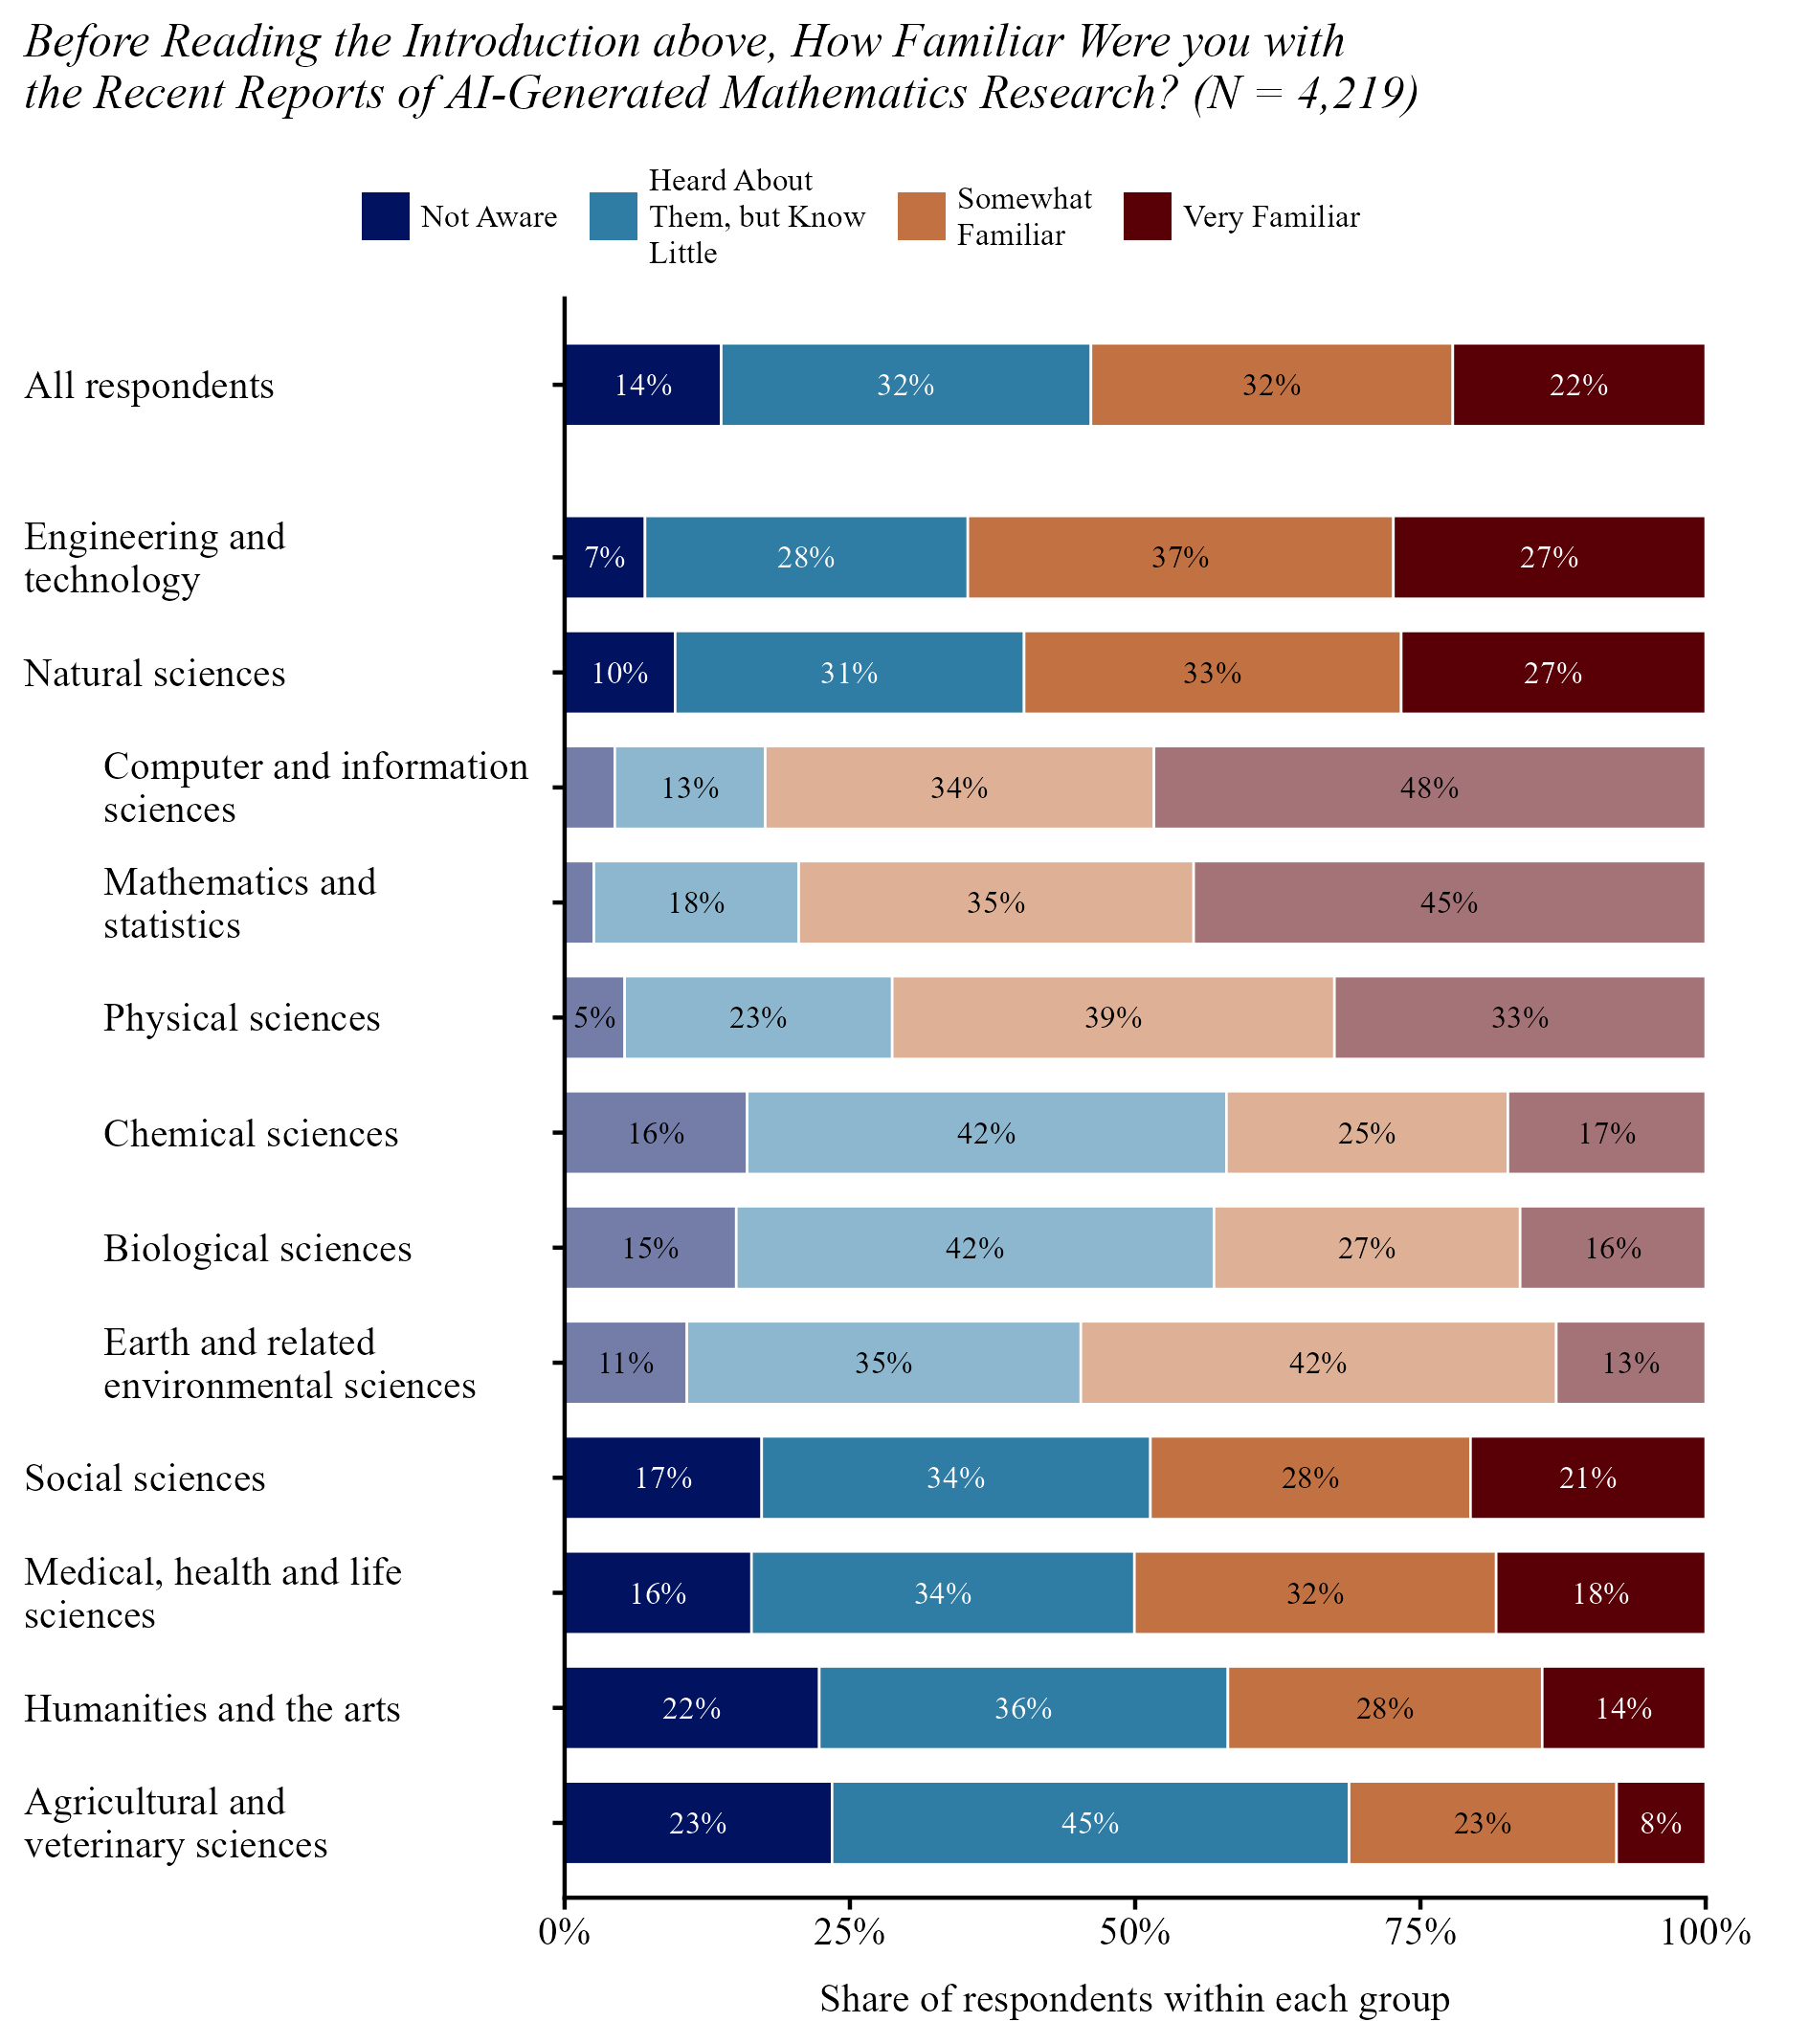 Before Reading the Introduction above, How Familiar Were you with
the Recent Reports of AI-Generated Mathematics Research? (N = 4,219)
Not Aware
Heard About
Them, but Know
Little
Somewhat
Familiar
Very Familiar
All respondents
14% 32% 32% 22%
Engineering and
technology
7% 28% 37% 27%
Natural sciences
10% 31% 33% 27%
Computer and information
sciences
13% 34% 48%
Mathematics and
statistics
18% 35% 45%
Physical sciences
5% 23% 39% 33%
Chemical sciences
16% 42% 25% 17%
Biological sciences
15% 42% 27% 16%
Earth and related
environmental sciences
11% 35% 42% 13%
Social sciences
17% 34% 28% 21%
Medical, health and life
sciences
16% 34% 32% 18%
Humanities and the arts
22% 36% 28% 14%
Agricultural and
veterinary sciences
23% 45% 23% 8%
0% 25% 50% 75% 100%
Share of respondents within each group